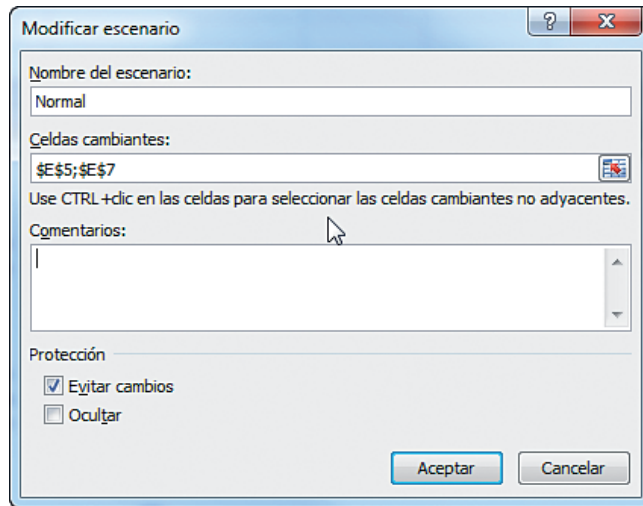 Modificar escenario
Nombre del escenario:
Normal
Celdas cambiantes:
$E$5;$E$7
Use CTRL+clic en las celdas para seleccionar las celdas cambiantes no adyacentes.
Comentarios:
Protección
Evitar cambios
Ocultar
Aceptar
Cancelar